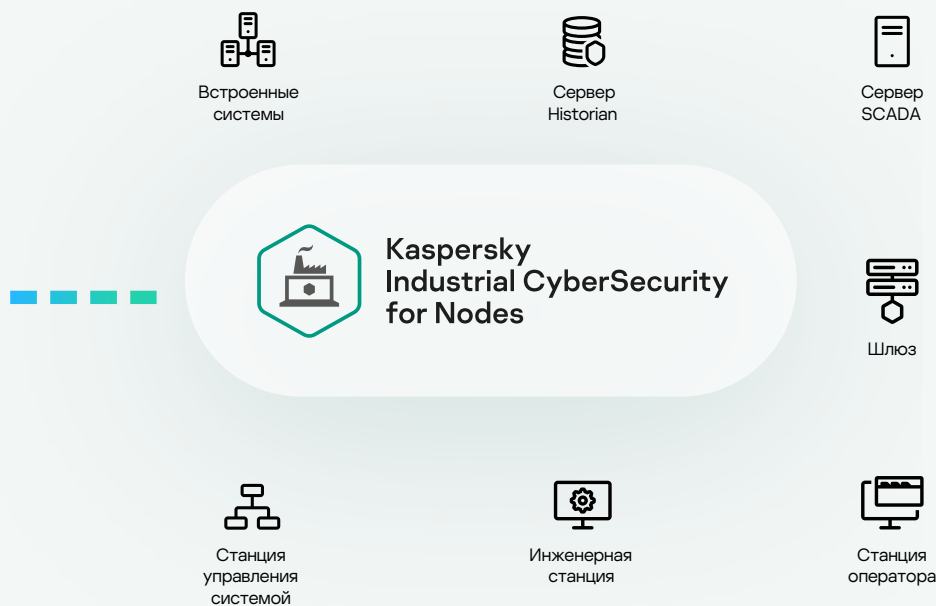 Встроенные
системы
Сервер
Historian
Сервер
SCADA
Kaspersky
Industrial CyberSecurity
for Nodes
Шлюз
Станция
управления
системой
Инженерная
станция
Станция
оператора